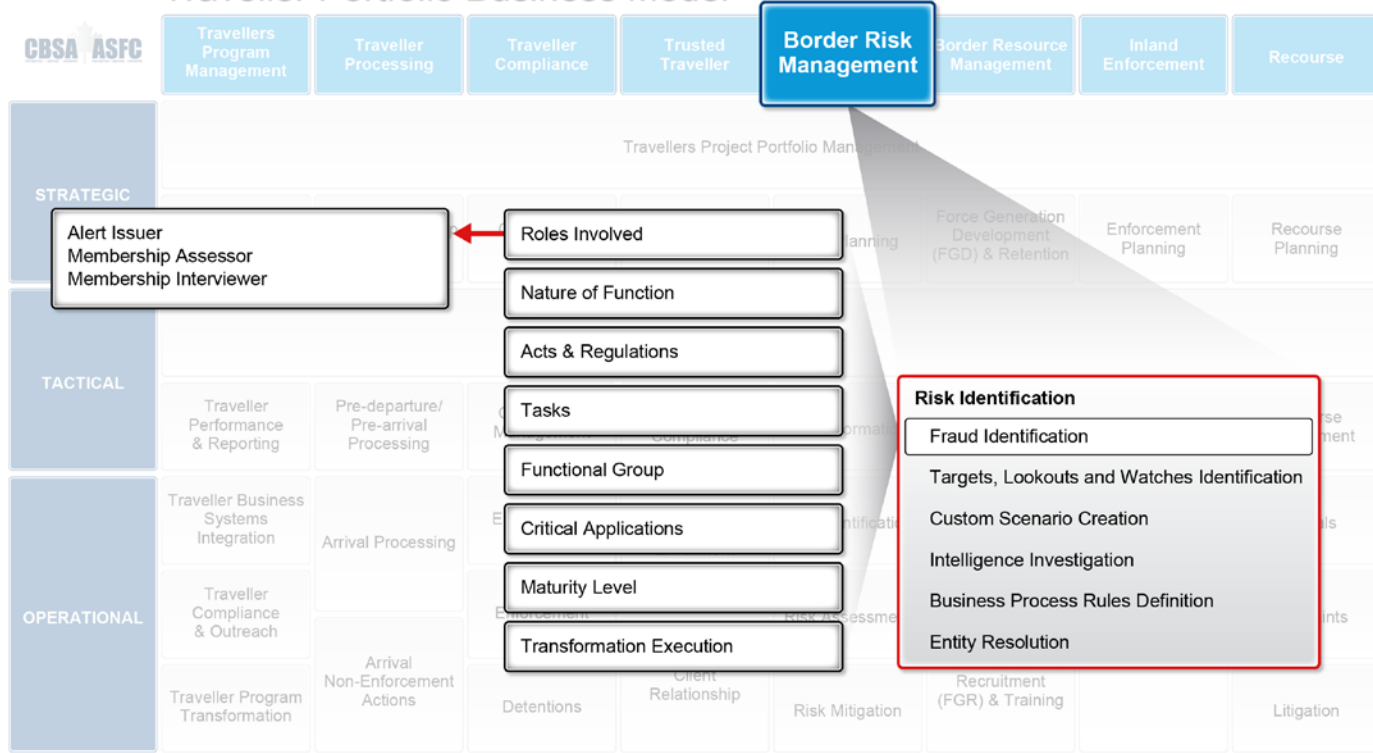 CBSA ASFC
Travellers
Program
Management
Traveller
Processing
Traveller
Compliance
Trusted
Traveller
Border Risk
Management
Border Resource
Management
Inland
Enforcement
Recourse
Travellers Project Portfolio Management
STRATEGIC
Alert Issuer
Membership Assessor
Membership Interviewer
Roles Involved
Nature of Function
Acts & Regulations
Tasks
Functional Group
Critical Applications
Maturity Level
Transformation Execution
Force Generation
Development
(FGD) & Retention
Enforcement
Planning
Recourse
Planning
TACTICAL
Traveller
Performance
& Reporting
Pre-departure/
Pre-arrival
Processing
Compliance
Risk Identification
Fraud Identification
Targets, Lookouts and Watches Identification
Custom Scenario Creation
Intelligence Investigation
Business Process Rules Definition
Entity Resolution
OPERATIONAL
Traveller Business
Systems
Integration
Arrival Processing
Traveller
Compliance
& Outreach
Enforcement
Traveller Program
Transformation
Arrival
Non-Enforcement
Actions
Detentions
Client
Relationship
Risk Mitigation
Recruitment
(FGR) & Training
Litigation